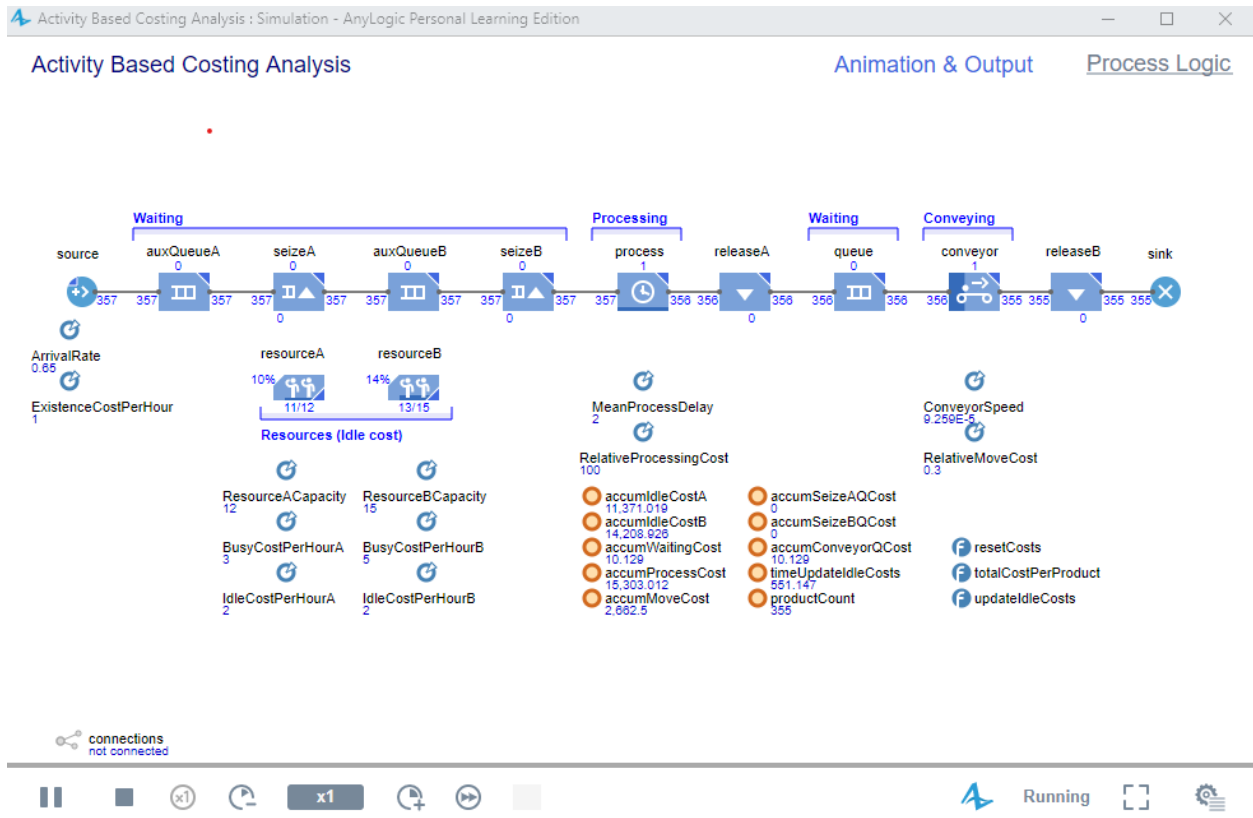 Activity Based Costing Analysis : Simulation - AnyLogic Personal Learning Edition
Activity Based Costing Analysis
Animation & Output
Process Logic
Waiting
Processing
Waiting
Conveying
source auxQueueA seizeA auxQueueB seizeB process releaseA queue conveyor releaseB sink
0 0 0 0 1 0 1
357 357 357 357 357 357 357 357 357 357 356 356 356 356 356 356 355 355 355 355
0 0 0 0
ArrivalRate
0.65
ExistenceCostPerHour
1
resourceA resourceB
10% 14%
11/12 13/15
Resources (Idle cost)
ResourceACapacity
12
ResourceBCapacity
15
BusyCostPerHourA
3
BusyCostPerHourB
5
IdleCostPerHourA
2
IdleCostPerHourB
2
MeanProcessDelay
2
RelativeProcessingCost
100
ConveyorSpeed
9.259E-5
RelativeMoveCost
0.3
accumIdleCostA
11,371.019
accumIdleCostB
14,208.926
accumWaitingCost
10.129
accumProcessCost
15,303.012
accumMoveCost
2,662.5
accumSeizeAQCost
0
accumSeizeBQCost
0
accumConveyorQCost
10.129
timeUpdateIdleCosts
551.147
productCount
355
resetCosts
totalCostPerProduct
updateIdleCosts
connections
not connected
x1
x1
Running